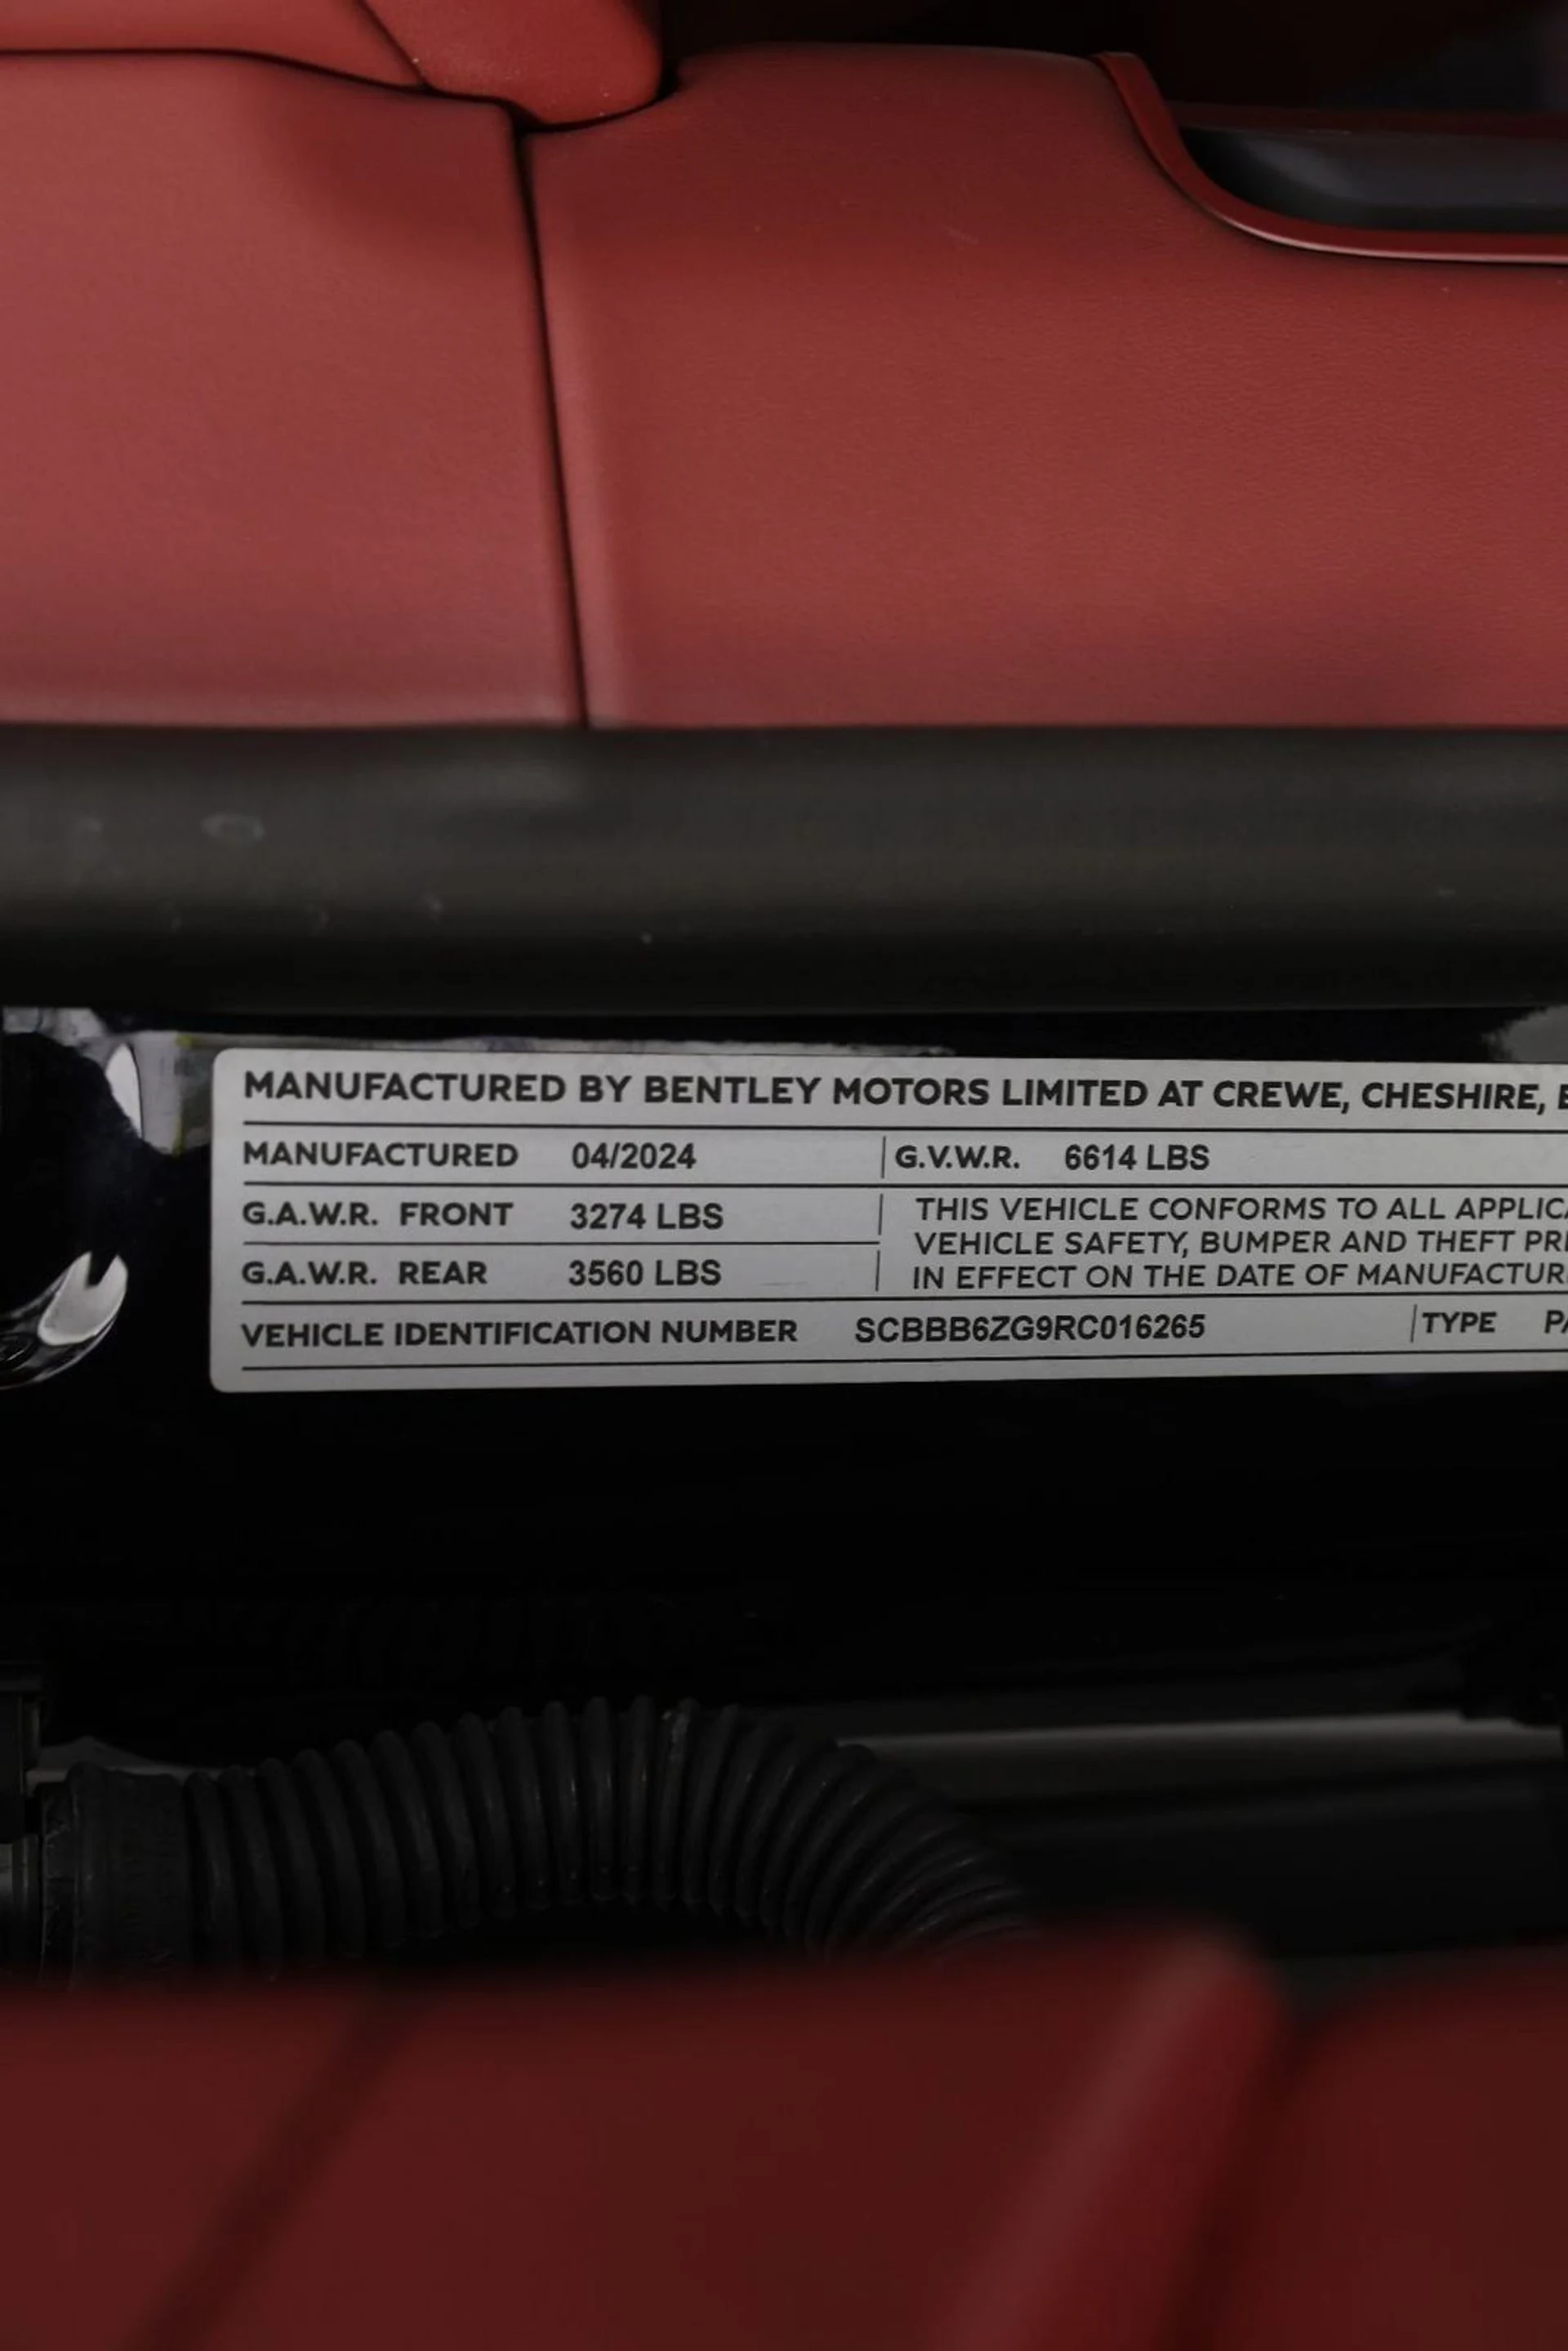 MANUFACTURED BY BENTLEY MOTORS LIMITED AT CREWE, CHESHIRE,
MANUFACTURED 04/2024 G.V.W.R. 6614 LBS
G.A.W.R. FRONT 3274 LBS
THIS VEHICLE CONFORMS TO ALL
VEHICLE SAFETY, BUMPER AND THEFT
G.A.W.R. REAR 3560 LBS
IN EFFECT ON THE DATE OF
VEHICLE IDENTIFICATION NUMBER SCBBB6ZG9RC016265 TYPE